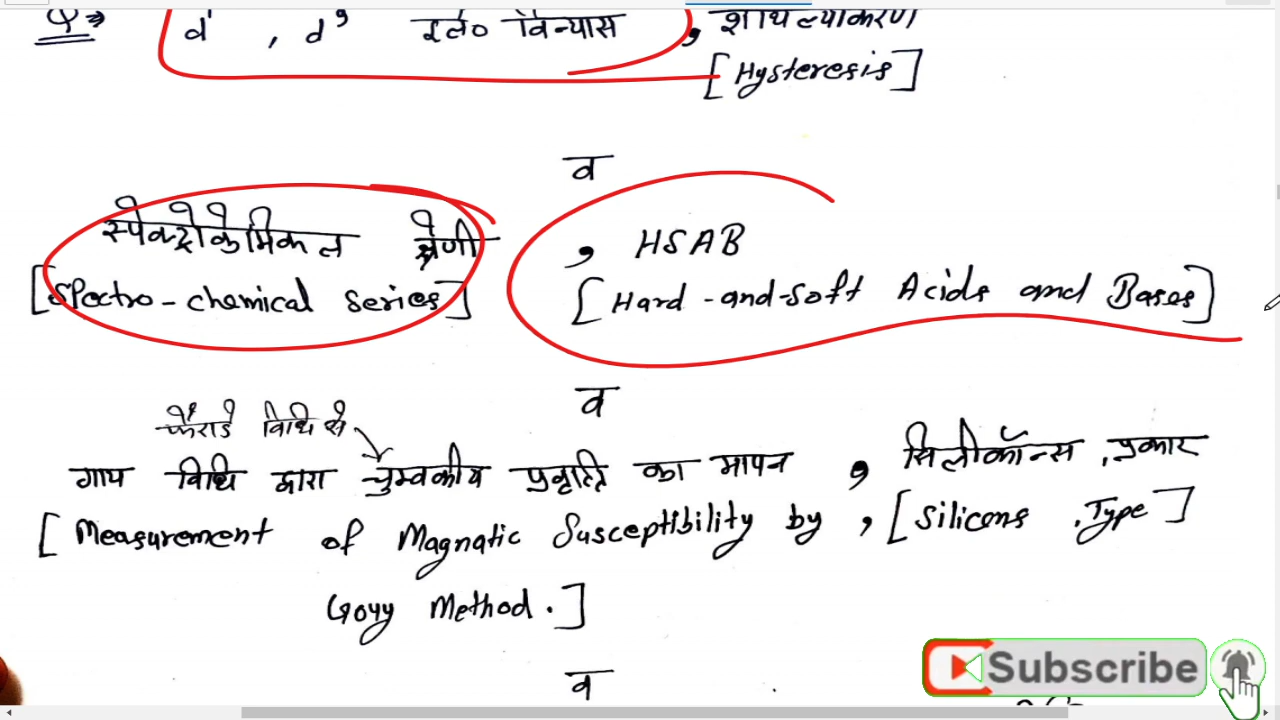 Q ⇒ d¹ , d⁹ इले० विन्यास ,
[Hysteresis]
व
स्पेक्ट्रोकेमिकल श्रेणी , HSAB
[Spectro-chemical Series] [Hard-and-Soft Acids and Bases]
व
फैराडे विधि से
गाय विधि द्वारा चुम्बकीय प्रवृत्ति का मापन , सिलीकॉन्स , प्रकार
[Measurement of Magnatic Susceptibility by , [Silicons , Type]
Gouy Method.]
व
Subscribe